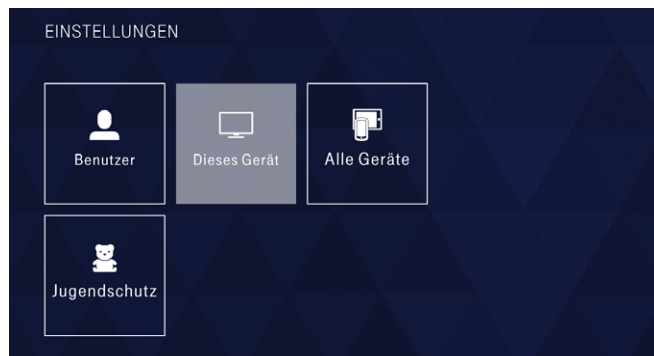 EINSTELLUNGEN
Benutzer
Dieses Gerät
Alle Geräte
Jugendschutz